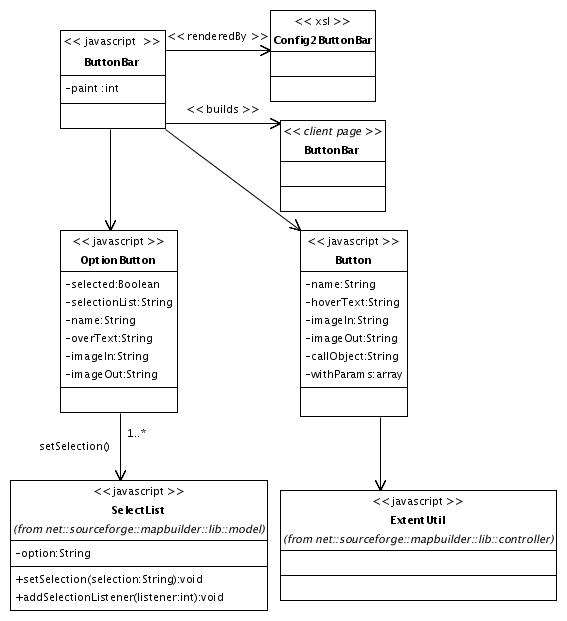 << javascript >>
ButtonBar
-paint :int
<< renderedBy >>
<< xsl >>
Config2ButtonBar
<< builds >>
<< client page >>
ButtonBar
<< javascript >>
OptionButton
-selected:Boolean
-selectionList:String
-name:String
-overText:String
-imageIn:String
-imageOut:String
<< javascript >>
Button
-name:String
-hoverText:String
-imageIn:String
-imageOut:String
-callObject:String
-withParams:array
1..*
setSelection()
<< javascript >>
SelectList
(from net::sourceforge::mapbuilder::lib::model)
-option:String
+setSelection(selection:String):void
+addSelectionListener(listener:int):void
<< javascript >>
ExtentUtil
(from net::sourceforge::mapbuilder::lib::controller)